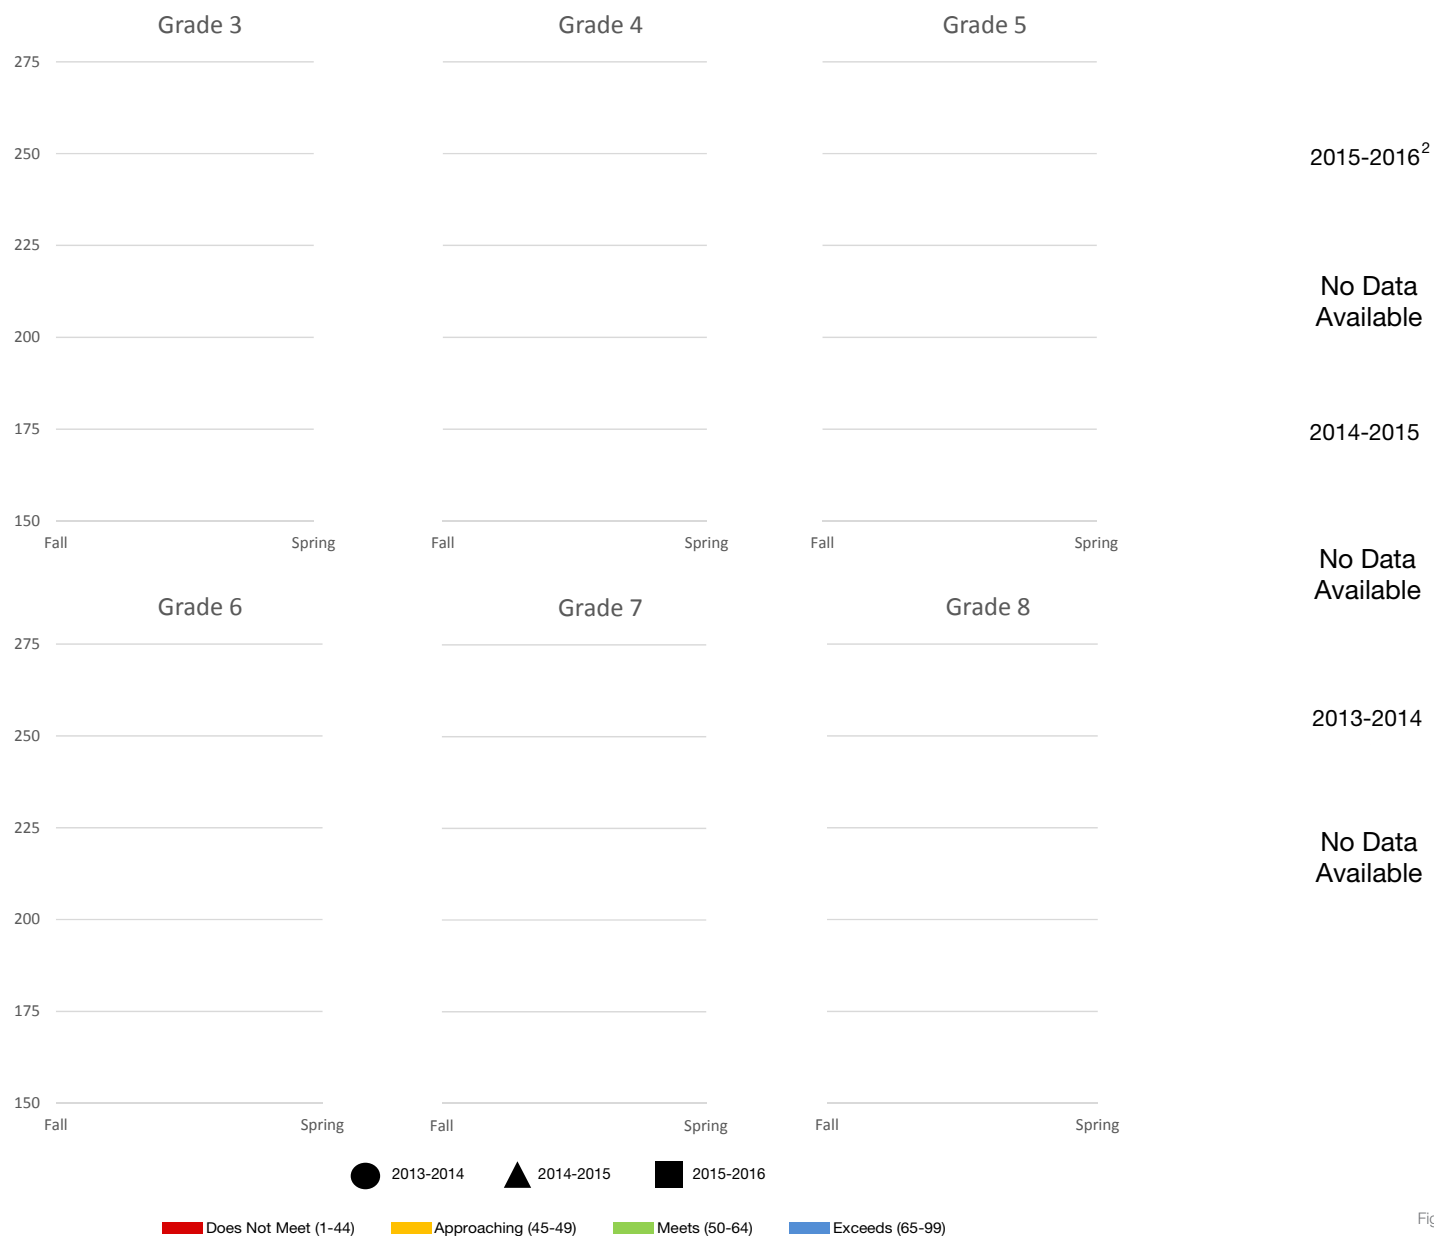 Grade 3
Grade 4
Grade 5
275
250
225
200
175
150
Fall
Spring
Fall
Spring
Fall
Spring
Grade 6
Grade 7
Grade 8
275
250
225
200
175
150
Fall
Spring
Fall
Spring
Fall
Spring
2013-2014
2014-2015
2015-2016
Does Not Meet (1-44)
Approaching (45-49)
Meets (50-64)
Exceeds (65-99)
2015-2016²
No Data
Available
2014-2015
No Data
Available
2013-2014
No Data
Available